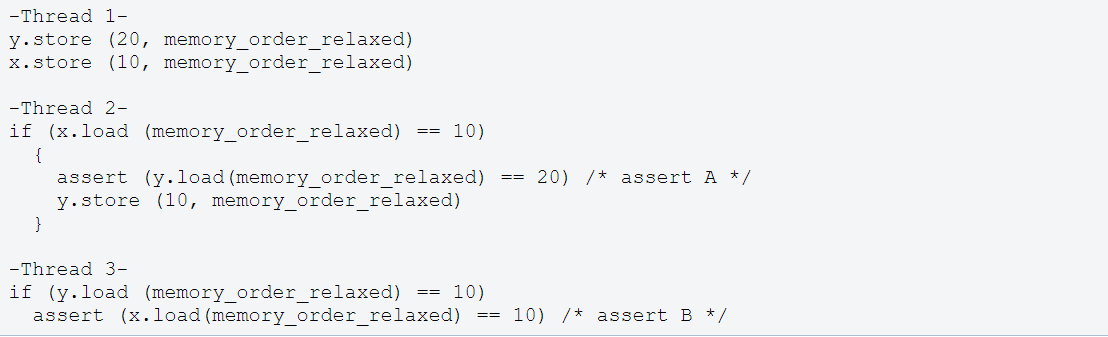 -Thread 1-
y.store (20, memory_order_relaxed)
x.store (10, memory_order_relaxed)
-Thread 2-
if (x.load (memory_order_relaxed) == 10)
{
assert (y.load(memory_order_relaxed) == 20) /* assert A */
y.store (10, memory_order_relaxed)
}
-Thread 3-
if (y.load (memory_order_relaxed) == 10)
assert (x.load(memory_order_relaxed) == 10) /* assert B */